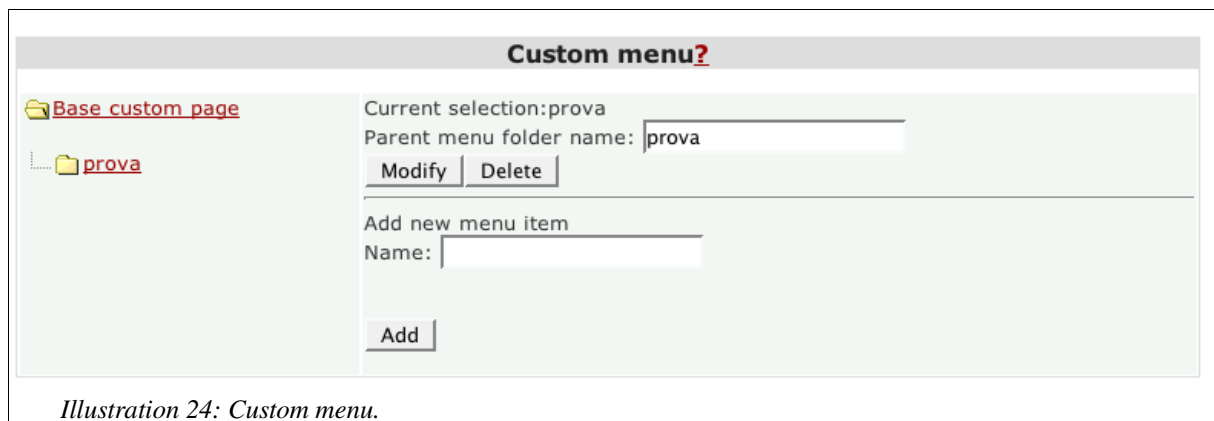 Custom menu?
Base custom page
prova
Current selection:prova
Parent menu folder name: prova
Modify Delete
Add new menu item
Name:
Add
Illustration 24: Custom menu.